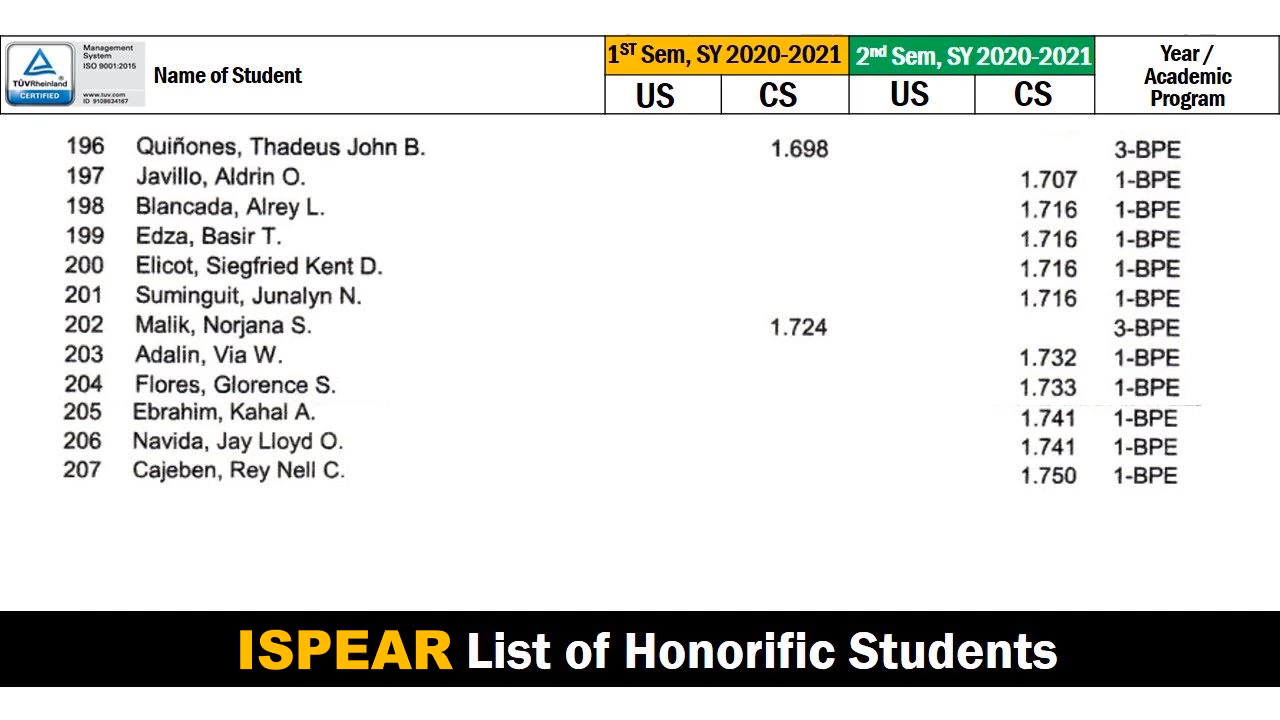 Management
System
ISO 9001:2015
TÜVRheinland®
CERTIFIED
www.tuv.com
ID 9108634167
Name of Student
1ST Sem, SY 2020-2021
2nd Sem, SY 2020-2021
US CS US CS
Year /
Academic
Program
196 Quiñones, Thadeus John B. 1.698 3-BPE
197 Javillo, Aldrin O. 1.707 1-BPE
198 Blancada, Alrey L. 1.716 1-BPE
199 Edza, Basir T. 1.716 1-BPE
200 Elicot, Siegfried Kent D. 1.716 1-BPE
201 Suminguit, Junalyn N. 1.716 1-BPE
202 Malik, Norjana S. 1.724 3-BPE
203 Adalin, Via W. 1.732 1-BPE
204 Flores, Glorence S. 1.733 1-BPE
205 Ebrahim, Kahal A. 1.741 1-BPE
206 Navida, Jay Lloyd O. 1.741 1-BPE
207 Cajeben, Rey Nell C. 1.750 1-BPE
ISPEAR List of Honorific Students